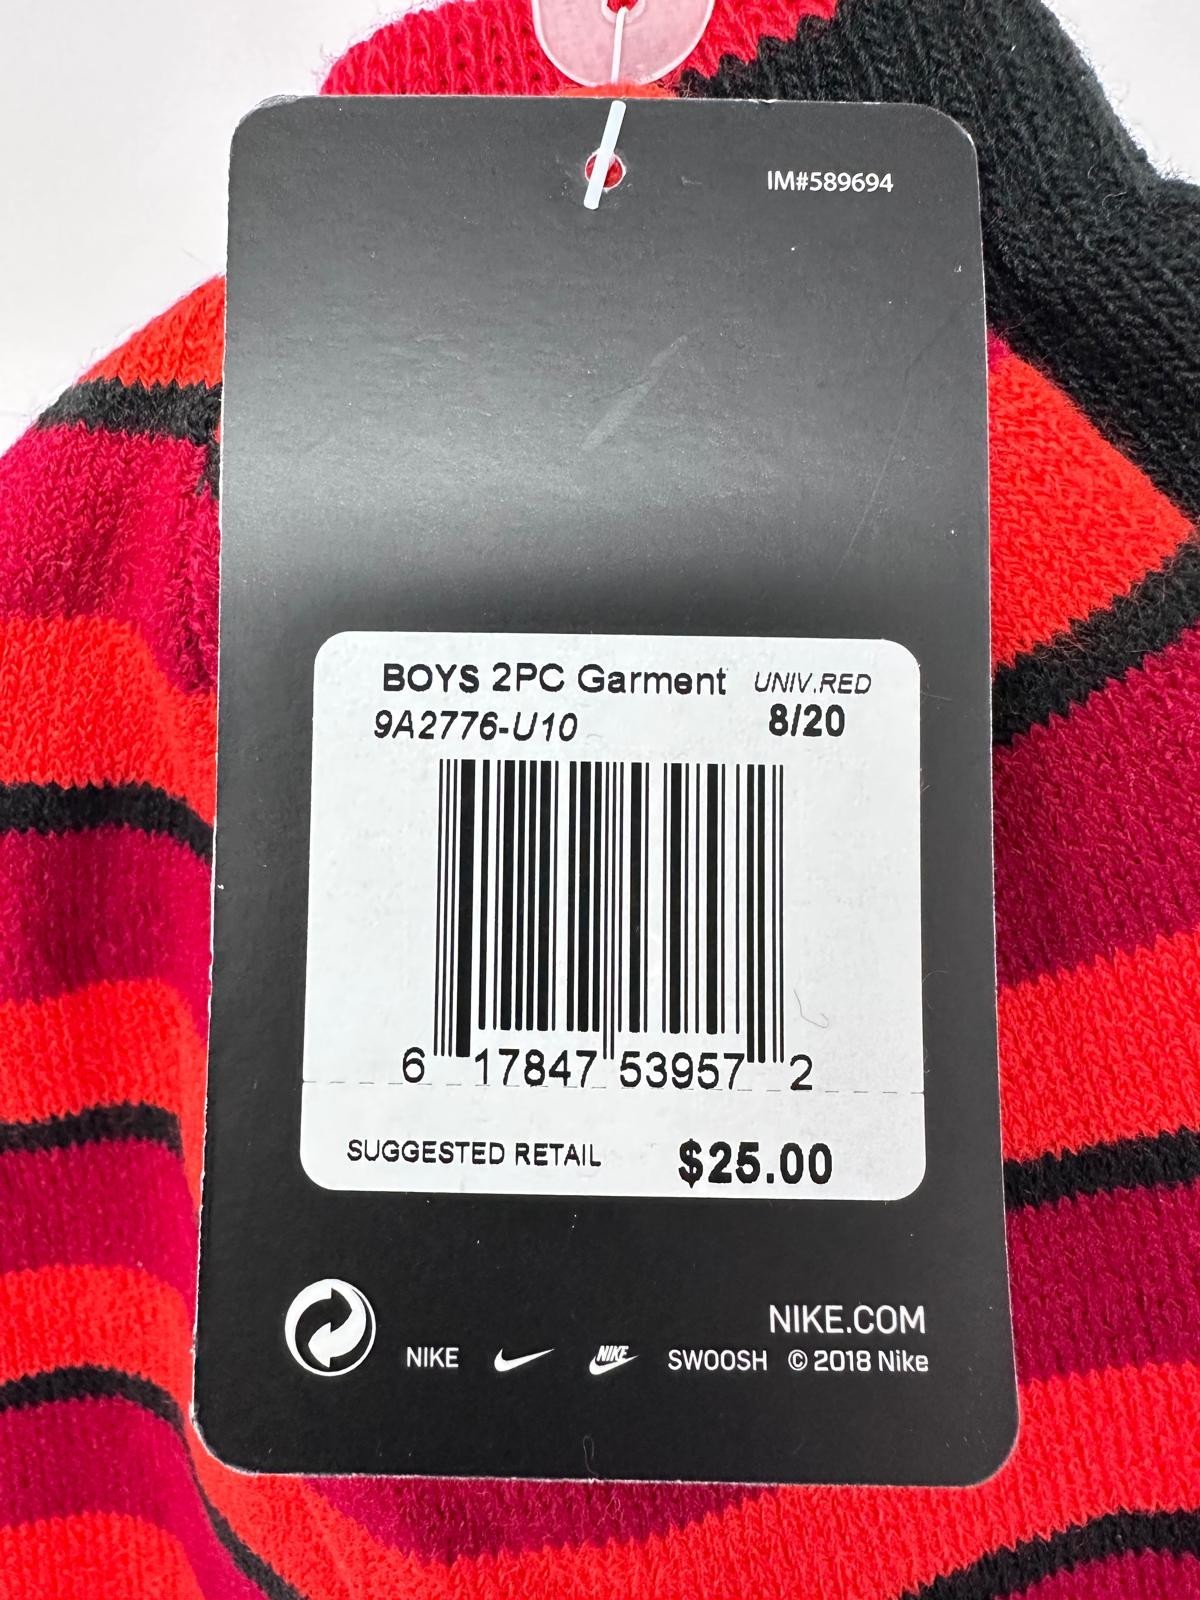 IM#589694
BOYS 2PC Garment UNIV.RED
9A2776-U10 8/20
6 17847 53957 2
SUGGESTED RETAIL $25.00
NIKE.COM
NIKE NIKE SWOOSH © 2018 Nike